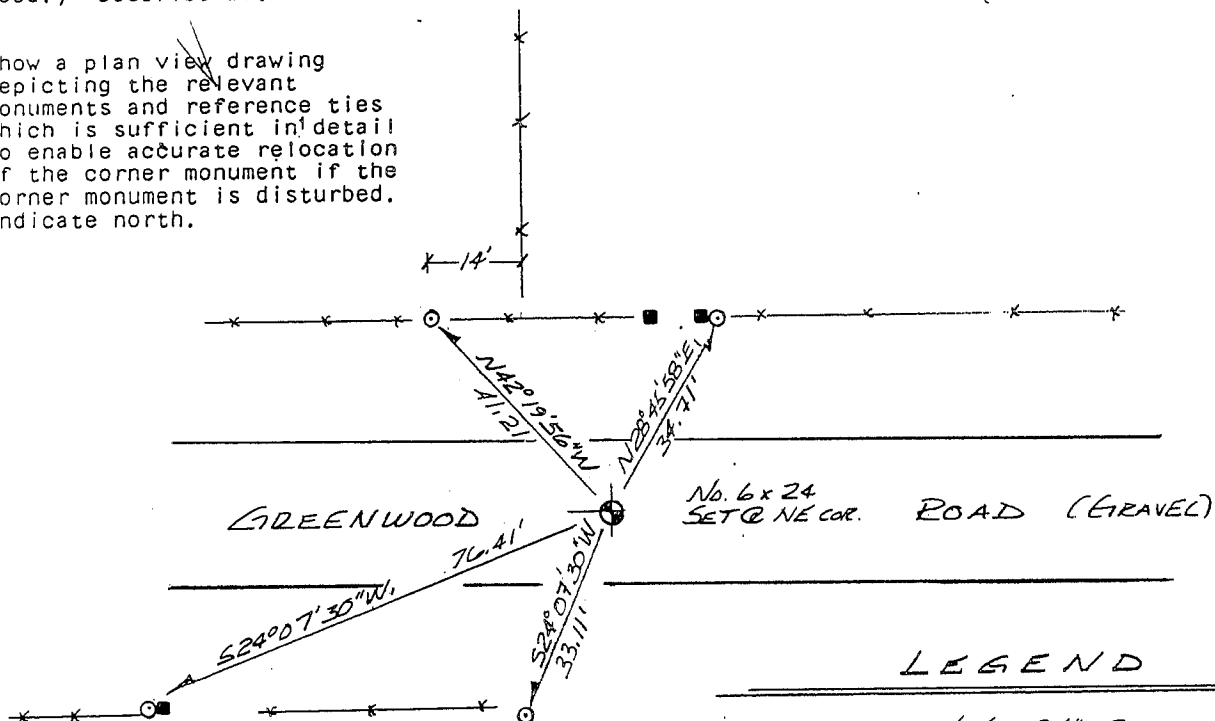 how a plan view drawing
epicting the relevant
onuments and reference ties
hich is sufficient in detail
o enable accurate relocation
f the corner monument if the
orner monument is disturbed.
ndicate north.
14'
N42°19'56"W
41.21'
N28°45'58"E,
34.71'
GREENWOOD
No. 6 x 24
SET @ NE COR.
ROAD (GRAVEL)
76.41'
S24°07'30"W,
S24°07'30"W
33.11'
LEGEND